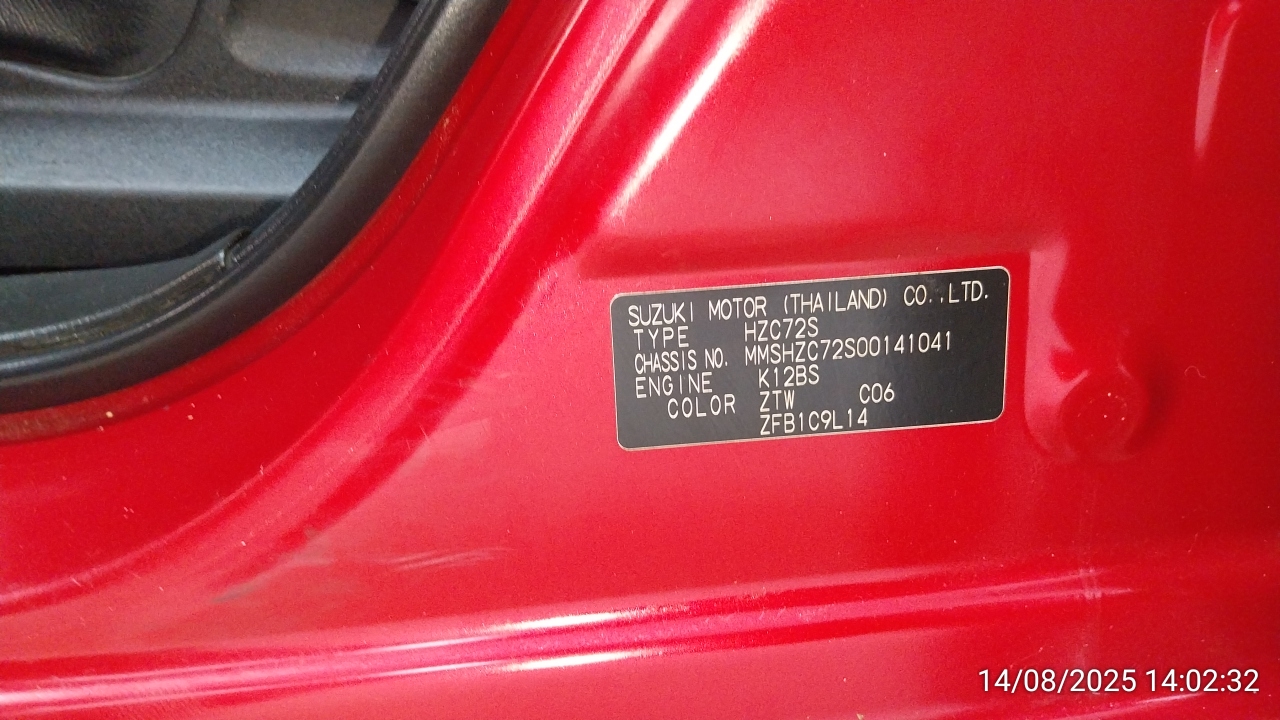 SUZUKI MOTOR (THAILAND) CO.,LTD.
TYPE HZC72S
CHASSIS NO. MMSHZC72S00141041
ENGINE K12BS
COLOR ZTW C06
ZFB1C9L14
14/08/2025 14:02:32